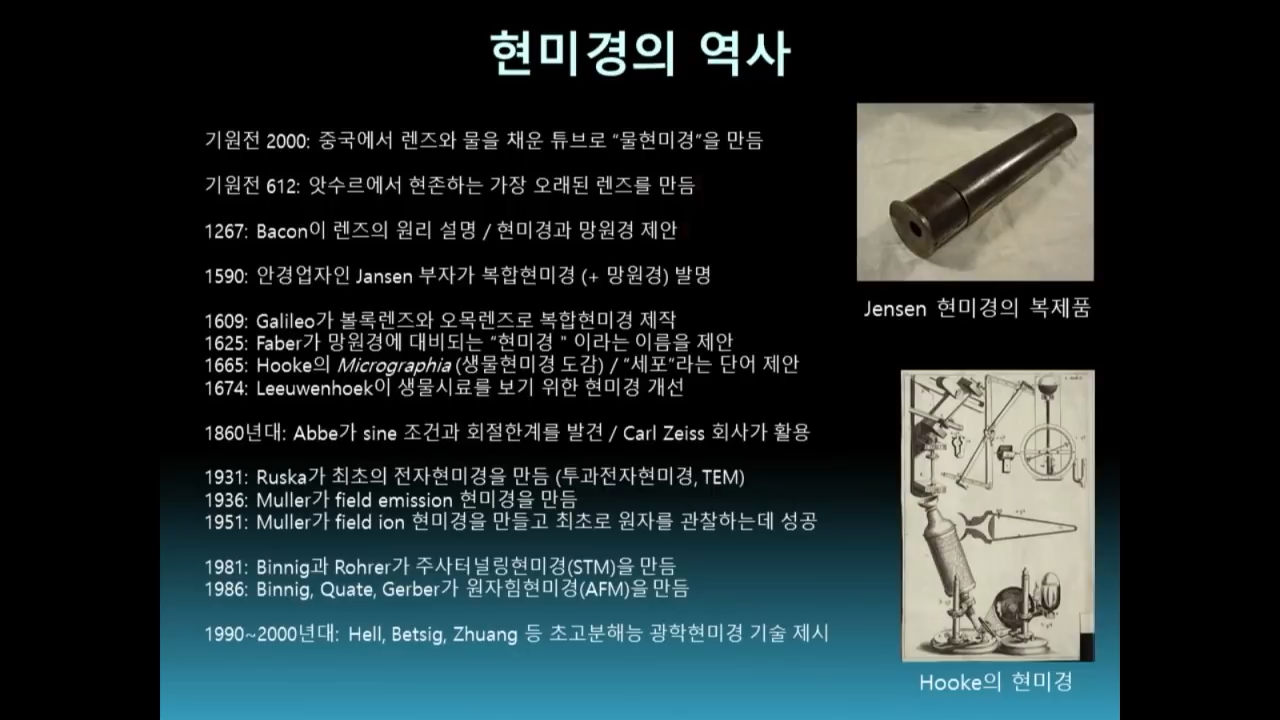 현미경의 역사
기원전 2000: 중국에서 렌즈와 물을 채운 튜브로 “물현미경”을 만듬
기원전 612: 앗수르에서 현존하는 가장 오래된 렌즈를 만듬
1267: Bacon이 렌즈의 원리 설명 / 현미경과 망원경 제안
1590: 안경업자인 Jansen 부자가 복합현미경 (+ 망원경) 발명
1609: Galileo가 볼록렌즈와 오목렌즈로 복합현미경 제작
1625: Faber가 망원경에 대비되는 “현미경 " 이라는 이름을 제안
1665: Hooke의 Micrographia (생물현미경 도감) / “세포”라는 단어 제안
1674: Leeuwenhoek이 생물시료를 보기 위한 현미경 개선
1860년대: Abbe가 sine 조건과 회절한계를 발견 / Carl Zeiss 회사가 활용
1931: Ruska가 최초의 전자현미경을 만듬 (투과전자현미경, TEM)
1936: Muller가 field emission 현미경을 만듬
1951: Muller가 field ion 현미경을 만들고 최초로 원자를 관찰하는데 성공
1981: Binnig과 Rohrer가 주사터널링현미경(STM)을 만듬
1986: Binnig, Quate, Gerber가 원자힘현미경(AFM)을 만듬
1990~2000년대: Hell, Betsig, Zhuang 등 초고분해능 광학현미경 기술 제시
Jensen 현미경의 복제품
Hooke의 현미경